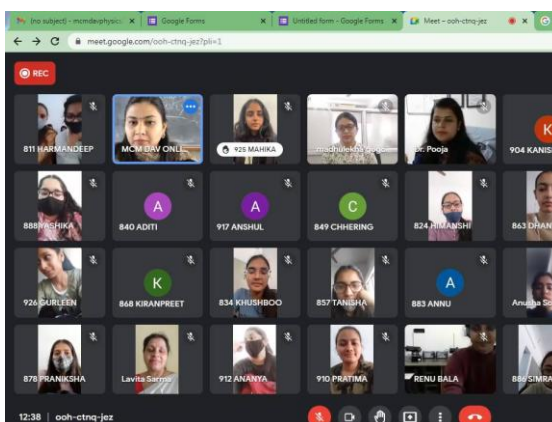 (no subject) - mcmdavphysic
Google Forms
Untitled form - Google Forms
Meet – ooh-ctnq-jez
meet.google.com/ooh-ctnq-jez?pli=1
REC
811 HARMANDEEP
MCM DAV ONLI...
925 MAHIKA
madhulekha
Dr. Pooja
K
904 KANIS
888 YASHIKA
A
840 ADITI
A
917 ANSHUL
C
849 CHHERING
824 HIMANSHI
863 DHAN
926 GURLEEN
K
868 KIRANPREET
834 KHUSHBOO
857 TANISHA
A
883 ANNU
Anusha So
878 PRANIKSHA
Lavita Sarma
912 ANANYA
910 PRATIMA
RENU BALA
886 SIMRA
12:38 | ooh-ctnq-jez